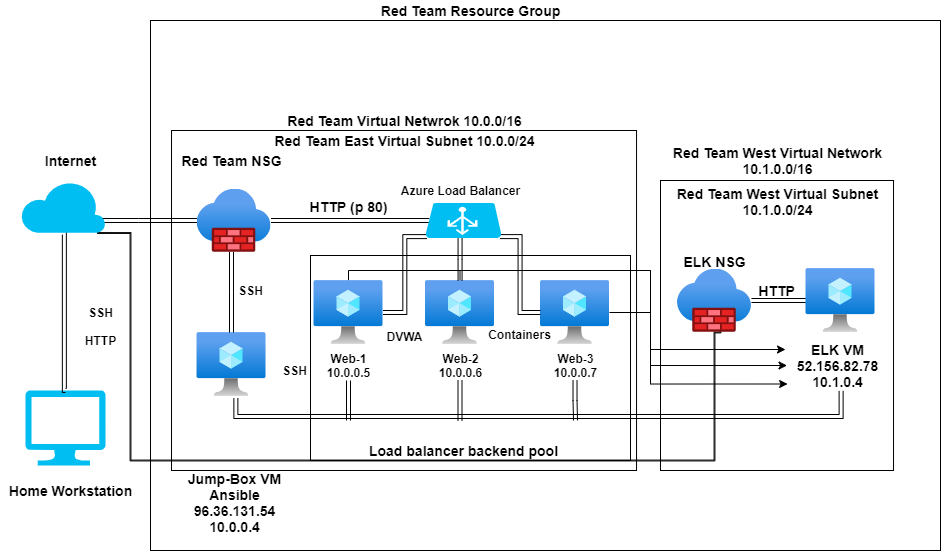 Red Team Resource Group
Red Team Virtual Netwrok 10.0.0/16
Red Team East Virtual Subnet 10.0.0/24
Internet
Red Team NSG
Azure Load Balancer
HTTP (p 80)
Red Team West Virtual Network
10.1.0.0/16
Red Team West Virtual Subnet
10.1.0.0/24
ELK NSG
HTTP
SSH
SSH
HTTP
DVWA
Containers
Web-1
10.0.0.5
Web-2
10.0.0.6
Web-3
10.0.0.7
SSH
ELK VM
52.156.82.78
10.1.0.4
Load balancer backend pool
Home Workstation
Jump-Box VM
Ansible
96.36.131.54
10.0.0.4